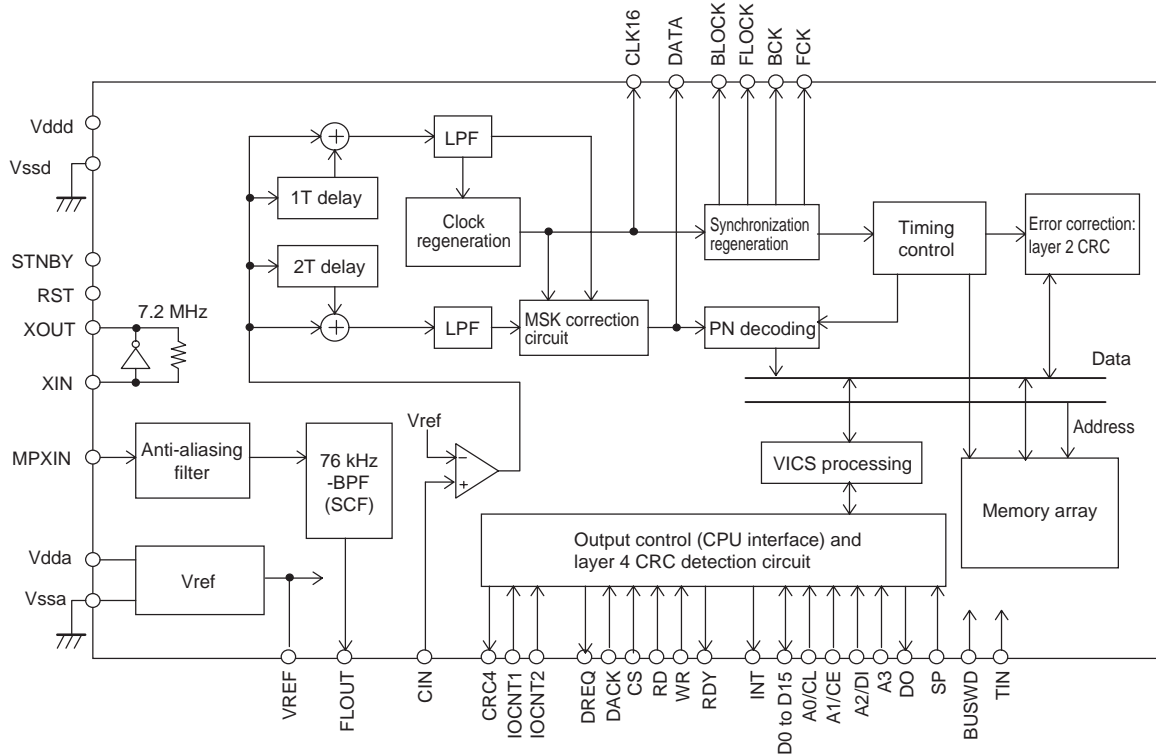 CLK16
DATA
BLOCK
FLOCK
BCK
FCK
Vddd
Vssd
STNBY
RST
XOUT
7.2 MHz
XIN
MPXIN
Vdda
Vssa
LPF
1T delay
Clock
regeneration
2T delay
LPF
MSK correction
circuit
Synchronization
regeneration
Timing
control
Error correction:
layer 2 CRC
PN decoding
Data
Address
Anti-aliasing
filter
76 kHz
-BPF
(SCF)
Vref
−
+
VICS processing
Memory array
Output control (CPU interface) and
layer 4 CRC detection circuit
Vref
VREF
FLOUT
CIN
CRC4
IOCNT1
IOCNT2
DREQ
DACK
CS
RD
WR
RDY
INT
D0 to D15
A0/CL
A1/CE
A2/DI
A3
DO
SP
BUSWD
TIN